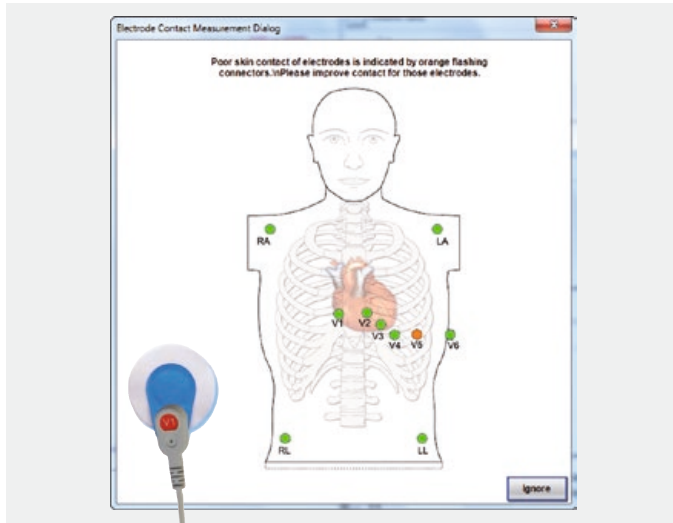 Electrode Contact Measurement Dialog
Poor skin contact of electrodes is indicated by orange flashing
connectors.\nPlease improve contact for those electrodes.
RA
LA
V1
V2
V3
V4
V5
V6
V1
RL
LL
Ignore